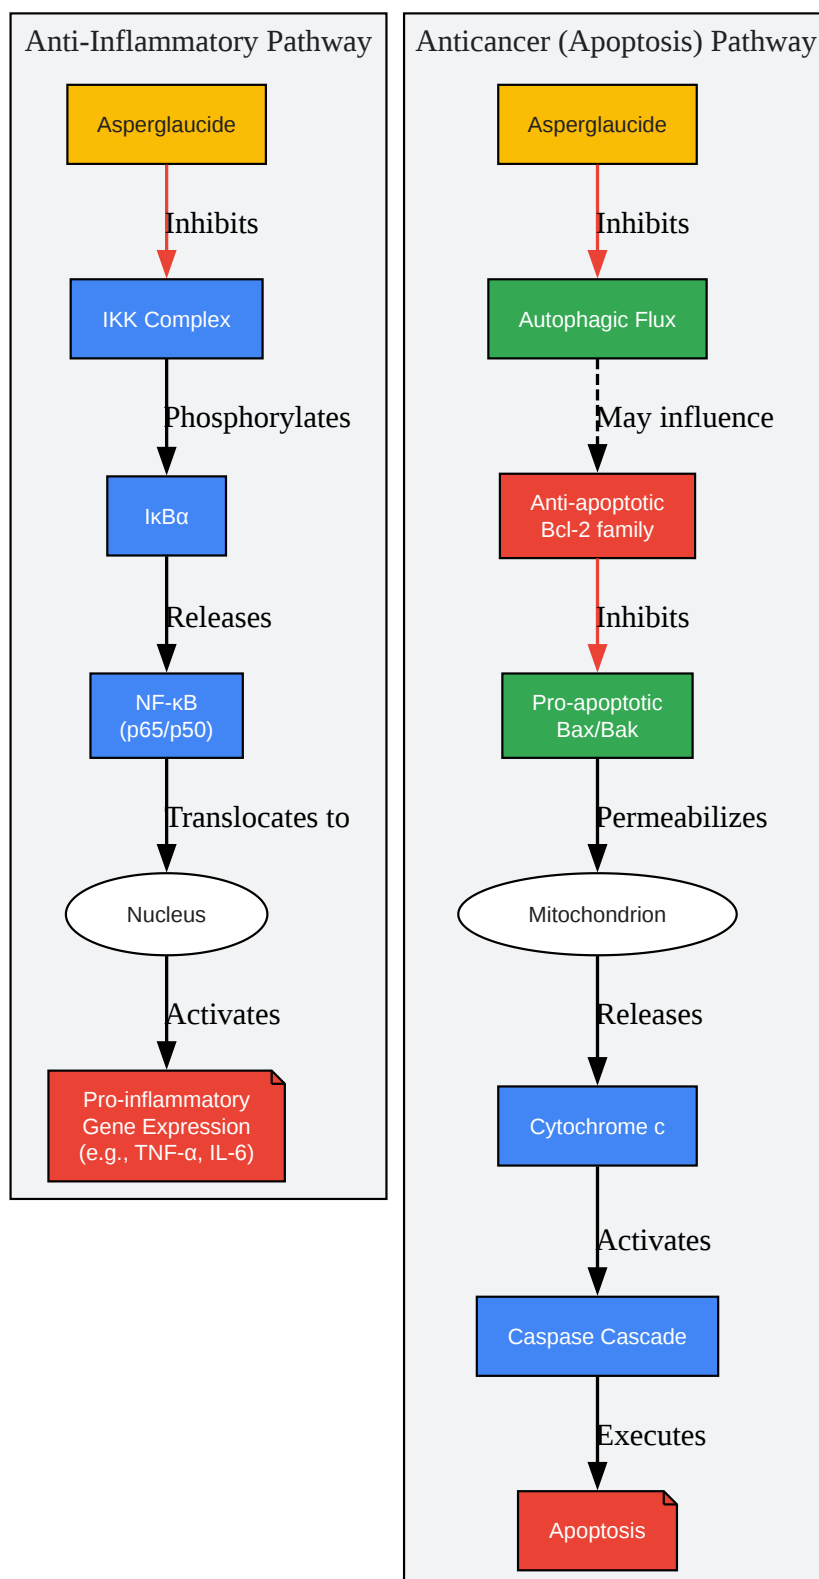 Anti-Inflammatory Pathway
Asperglaucide
Inhibits
IKK Complex
Phosphorylates
IκBα
Releases
NF-κB
(p65/p50)
Translocates to
Nucleus
Activates
Pro-inflammatory
Gene Expression
(e.g., TNF-α, IL-6)
Anticancer (Apoptosis) Pathway
Asperglaucide
Inhibits
Autophagic Flux
May influence
Anti-apoptotic
Bcl-2 family
Inhibits
Pro-apoptotic
Bax/Bak
Permeabilizes
Mitochondrion
Releases
Cytochrome c
Activates
Caspase Cascade
Executes
Apoptosis